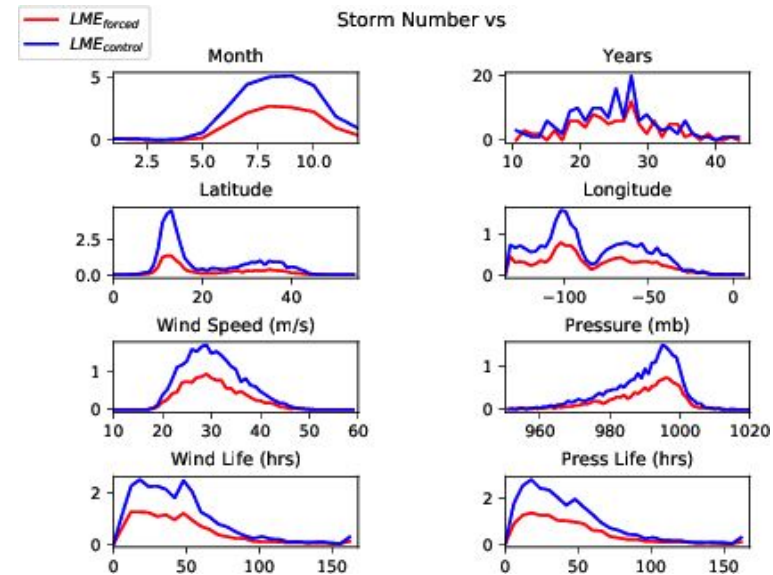 LME_forced
LME_control
Storm Number vs
Month
5
0
2.5 5.0 7.5 10.0
Years
20
0
10 20 30 40
Latitude
2.5
0.0
0 20 40
Longitude
1
0
−100 −50 0
Wind Speed (m/s)
1
0
10 20 30 40 50 60
Pressure (mb)
1
0
960 980 1000 1020
Wind Life (hrs)
2
0
0 50 100 150
Press Life (hrs)
2
0
0 50 100 150